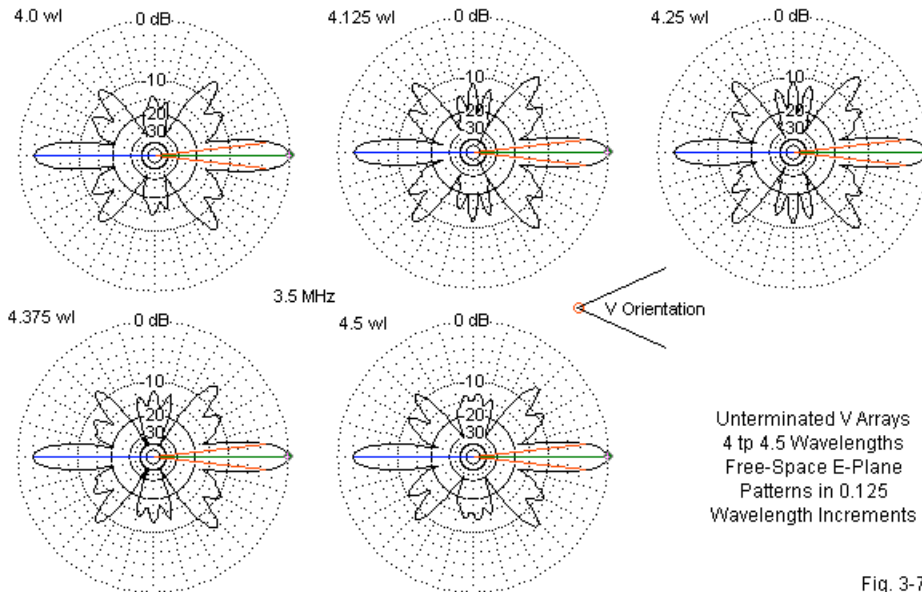 4.0 wl
0 dB
-10
20
30
4.125 wl
0 dB
-10
20
30
4.25 wl
0 dB
-10
20
30
3.5 MHz
V Orientation
4.375 wl
0 dB
-10
20
30
4.5 wl
0 dB
-10
20
30
Unterminated V Arrays
4 tp 4.5 Wavelengths
Free-Space E-Plane
Patterns in 0.125
Wavelength Increments
Fig. 3-7